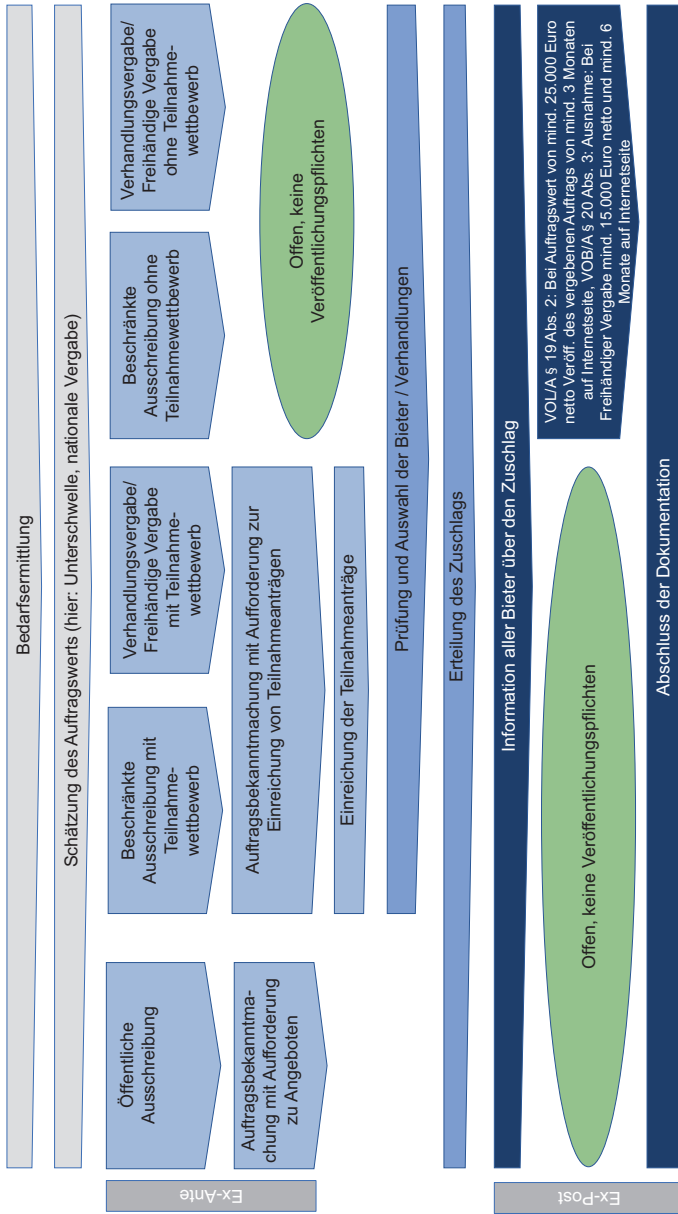 Bedarfsermittlung
Schätzung des Auftragswerts (hier: Unterschwelle, nationale Vergabe)
Ex-Ante
Öffentliche
Ausschreibung
Beschränkte
Ausschreibung mit
Teilnahme-
wettbewerb
Verhandlungsvergabe/
Freihändige Vergabe
mit Teilnahme-
wettbewerb
Beschränkte
Ausschreibung ohne
Teilnahmewettbewerb
Verhandlungsvergabe/
Freihändige Vergabe
ohne Teilnahme-
wettbewerb
Auftragsbekanntma-
chung mit Aufforderung
zu Angeboten
Auftragsbekanntmachung mit Aufforderung zur
Einreichung von Teilnahmeanträgen
Offen, keine
Veröffentlichungspflichten
Einreichung der Teilnahmeanträge
Prüfung und Auswahl der Bieter / Verhandlungen
Erteilung des Zuschlags
Ex-Post
Information aller Bieter über den Zuschlag
Offen, keine Veröffentlichungspflichten
VOL/A § 19 Abs. 2: Bei Auftragswert von mind. 25.000 Euro
netto Veröff. des vergebenen Auftrags von mind. 3 Monaten
auf Internetseite, VOB/A § 20 Abs. 3: Ausnahme: Bei
Freihändiger Vergabe mind. 15.000 Euro netto und mind. 6
Monate auf Internetseite
Abschluss der Dokumentation